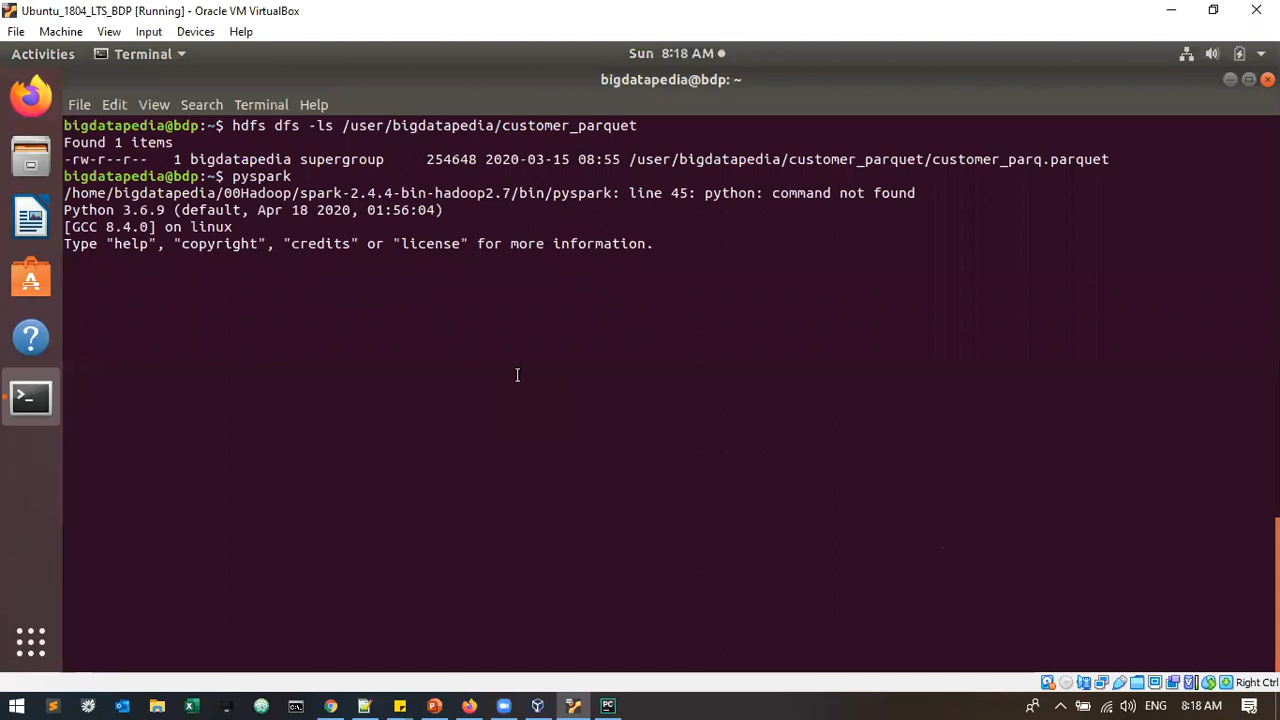 Ubuntu_1804_LTS_BDP [Running] - Oracle VM VirtualBox
File Machine View Input Devices Help
Activities Terminal Sun 8:18 AM
bigdatapedia@bdp: ~
File Edit View Search Terminal Help
bigdatapedia@bdp:~$ hdfs dfs -ls /user/bigdatapedia/customer_parquet
Found 1 items
-rw-r--r-- 1 bigdatapedia supergroup 254648 2020-03-15 08:55 /user/bigdatapedia/customer_parquet/customer_parq.parquet
bigdatapedia@bdp:~$ pyspark
/home/bigdatapedia/00Hadoop/spark-2.4.4-bin-hadoop2.7/bin/pyspark: line 45: python: command not found
Python 3.6.9 (default, Apr 18 2020, 01:56:04)
[GCC 8.4.0] on linux
Type "help", "copyright", "credits" or "license" for more information.
Right Ctrl
ENG 8:18 AM